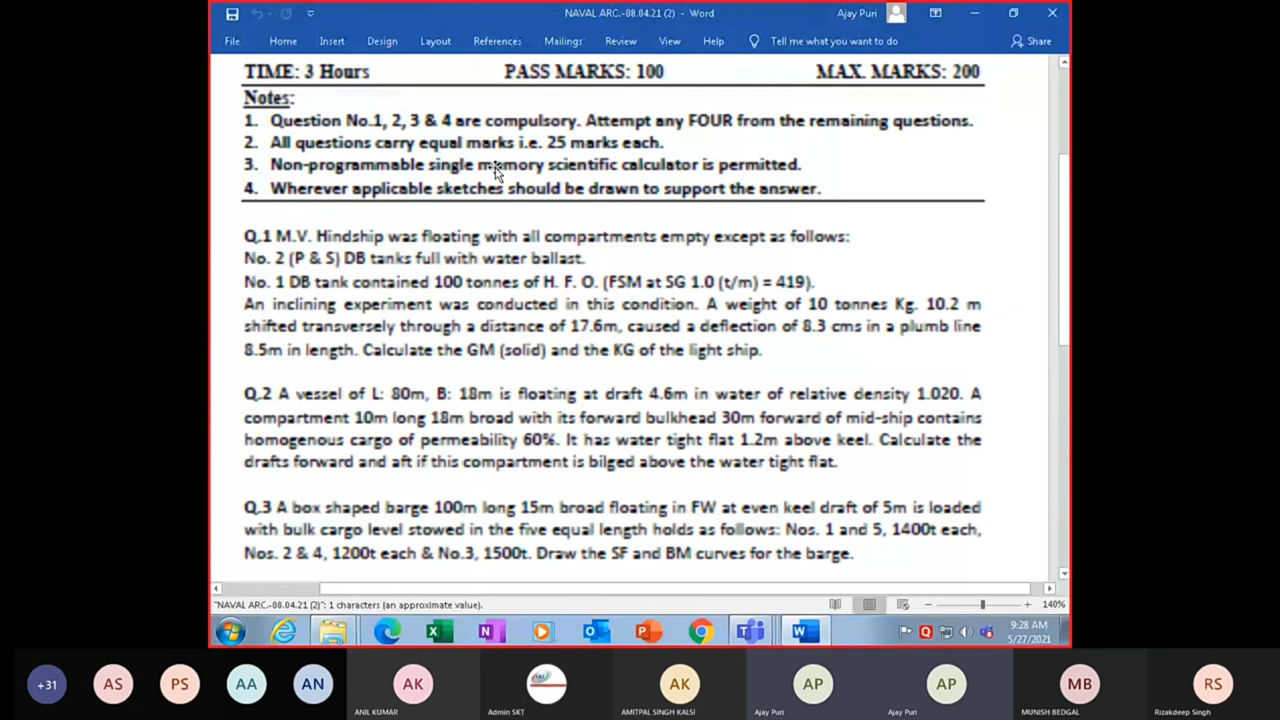 NAVAL ARC.-08.04.21 (2) - Word
Ajay Puri
File Home Insert Design Layout References Mailings Review View Help Tell me what you want to do Share
TIME: 3 Hours PASS MARKS: 100 MAX. MARKS: 200
Notes:
1. Question No.1, 2, 3 & 4 are compulsory. Attempt any FOUR from the remaining questions.
2. All questions carry equal marks i.e. 25 marks each.
3. Non-programmable single memory scientific calculator is permitted.
4. Wherever applicable sketches should be drawn to support the answer.
Q.1 M.V. Hindship was floating with all compartments empty except as follows:
No. 2 (P & S) DB tanks full with water ballast.
No. 1 DB tank contained 100 tonnes of H. F. O. (FSM at SG 1.0 (t/m) = 419).
An inclining experiment was conducted in this condition. A weight of 10 tonnes Kg. 10.2 m
shifted transversely through a distance of 17.6m, caused a deflection of 8.3 cms in a plumb line
8.5m in length. Calculate the GM (solid) and the KG of the light ship.
Q.2 A vessel of L: 80m, B: 18m is floating at draft 4.6m in water of relative density 1.020. A
compartment 10m long 18m broad with its forward bulkhead 30m forward of mid-ship contains
homogenous cargo of permeability 60%. It has water tight flat 1.2m above keel. Calculate the
drafts forward and aft if this compartment is bilged above the water tight flat.
Q.3 A box shaped barge 100m long 15m broad floating in FW at even keel draft of 5m is loaded
with bulk cargo level stowed in the five equal length holds as follows: Nos. 1 and 5, 1400t each,
Nos. 2 & 4, 1200t each & No.3, 1500t. Draw the SF and BM curves for the barge.
"NAVAL ARC.-08.04.21 (2)": 1 characters (an approximate value).
140%
9:28 AM
5/27/2021
+31 AS PS AA AN AK AK AP AP MB RS
ANIL KUMAR Admin SKT AMITPAL SINGH KALSI Ajay Puri Ajay Puri MUNISH BEDGAL Rizakdeep Singh